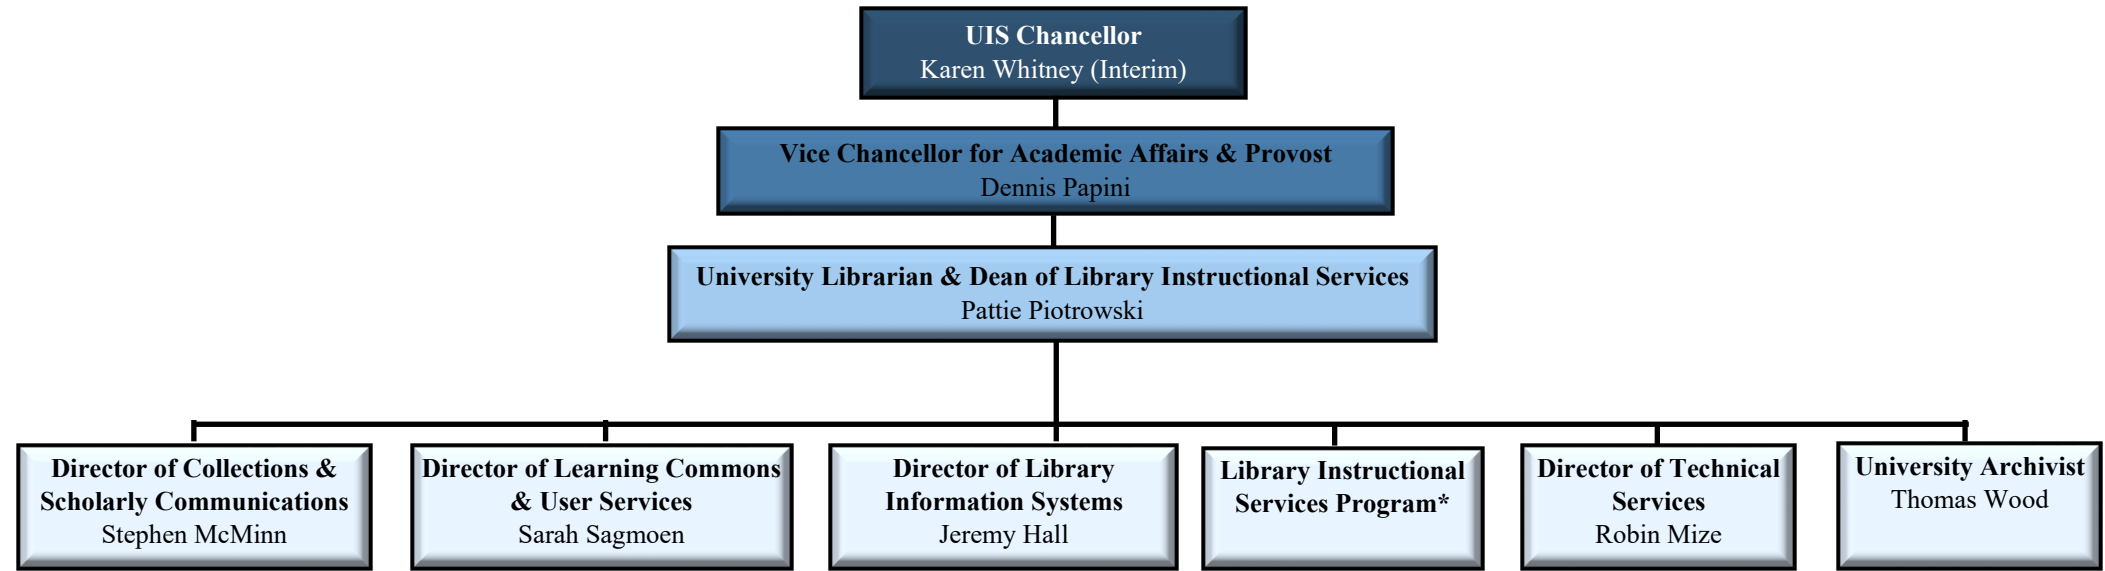 UIS Chancellor
Karen Whitney (Interim)
Vice Chancellor for Academic Affairs & Provost
Dennis Papini
University Librarian & Dean of Library Instructional Services
Pattie Piotrowski
Director of Collections &
Scholarly Communications
Stephen McMinn
Director of Learning Commons
& User Services
Sarah Sagmoen
Director of Library
Information Systems
Jeremy Hall
Library Instructional
Services Program*
Director of Technical
Services
Robin Mize
University Archivist
Thomas Wood